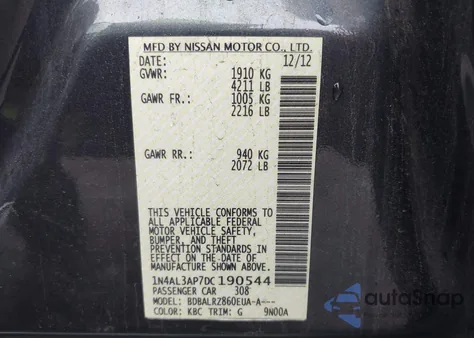 MFD BY NISSAN MOTOR CO., LTD.
DATE: 12/12
GVWR: 1910 KG
4211 LB
GAWR FR.: 1005 KG
2216 LB
GAWR RR.: 940 KG
2072 LB
THIS VEHICLE CONFORMS TO
ALL APPLICABLE FEDERAL
MOTOR VEHICLE SAFETY,
BUMPER, AND THEFT
PREVENTION STANDARDS
IN EFFECT ON THE DATE OF
MANUFACTURE SHOWN ABOVE.
1N4AL3AP7DC190544
PASSENGER CAR 308
MODEL: BDBALRZ860EUA-A---
COLOR: KBC TRIM: G 9N00A
autoSnap